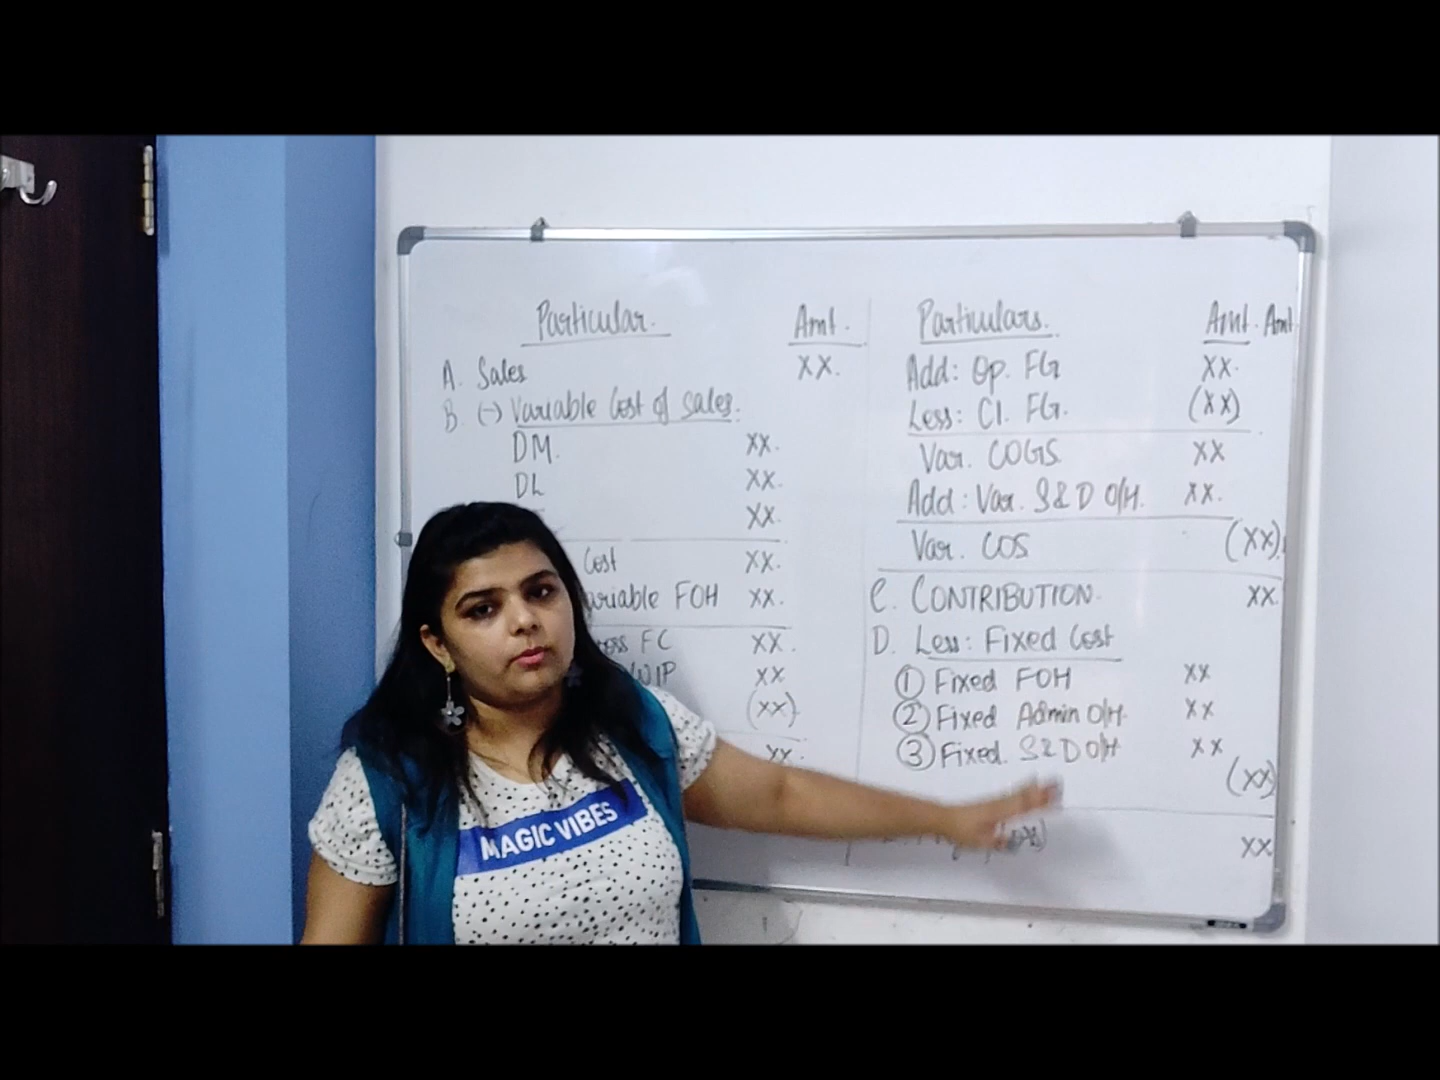 Particular. Amt.
A. Sales XX.
B. (-) Variable Cost of Sales.
DM. XX.
DL XX.
XX.
Cost XX.
ariable FOH XX.
FC XX.
WIP XX
(XX)
XX.
Particulars. Amt. Amt.
Add: Op. FG XX.
Less: Cl. FG. (XX)
Var. COGS XX
Add: Var. S&D O/H. XX.
Var. COS (XX)
C. CONTRIBUTION. XX
D. Less: Fixed Cost
① Fixed FOH XX
② Fixed Admin O/H. XX
③ Fixed. S&D O/H XX
(XX)
XX
MAGIC VIBES